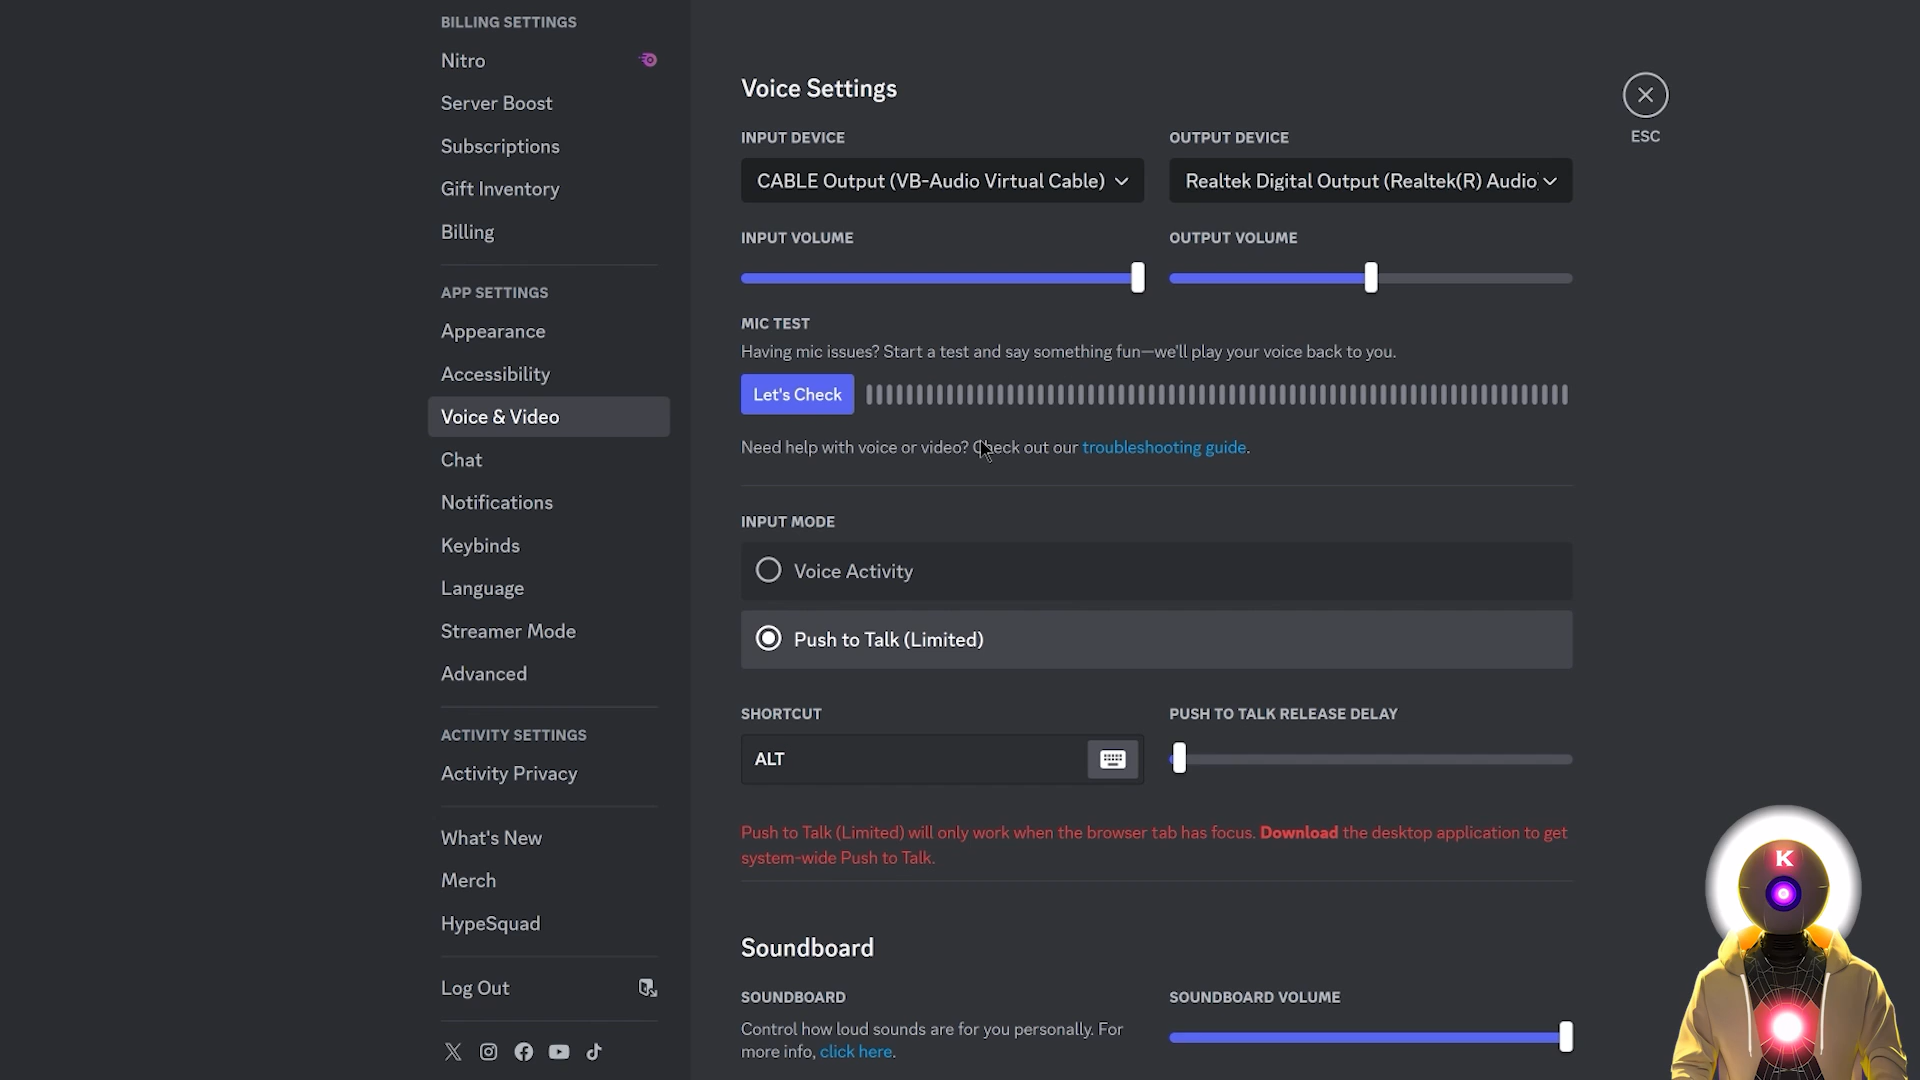 BILLING SETTINGS
Nitro
Server Boost
Subscriptions
Gift Inventory
Billing
APP SETTINGS
Appearance
Accessibility
Voice & Video
Chat
Notifications
Keybinds
Language
Streamer Mode
Advanced
ACTIVITY SETTINGS
Activity Privacy
What's New
Merch
HypeSquad
Log Out
Voice Settings
ESC
INPUT DEVICE
OUTPUT DEVICE
CABLE Output (VB-Audio Virtual Cable)
Realtek Digital Output (Realtek(R) Audio
INPUT VOLUME
OUTPUT VOLUME
MIC TEST
Having mic issues? Start a test and say something fun—we'll play your voice back to you.
Let's Check
Need help with voice or video? Check out our troubleshooting guide.
INPUT MODE
Voice Activity
Push to Talk (Limited)
SHORTCUT
PUSH TO TALK RELEASE DELAY
ALT
Push to Talk (Limited) will only work when the browser tab has focus. Download the desktop application to get
system-wide Push to Talk.
Soundboard
SOUNDBOARD
SOUNDBOARD VOLUME
Control how loud sounds are for you personally. For
more info, click here.
K